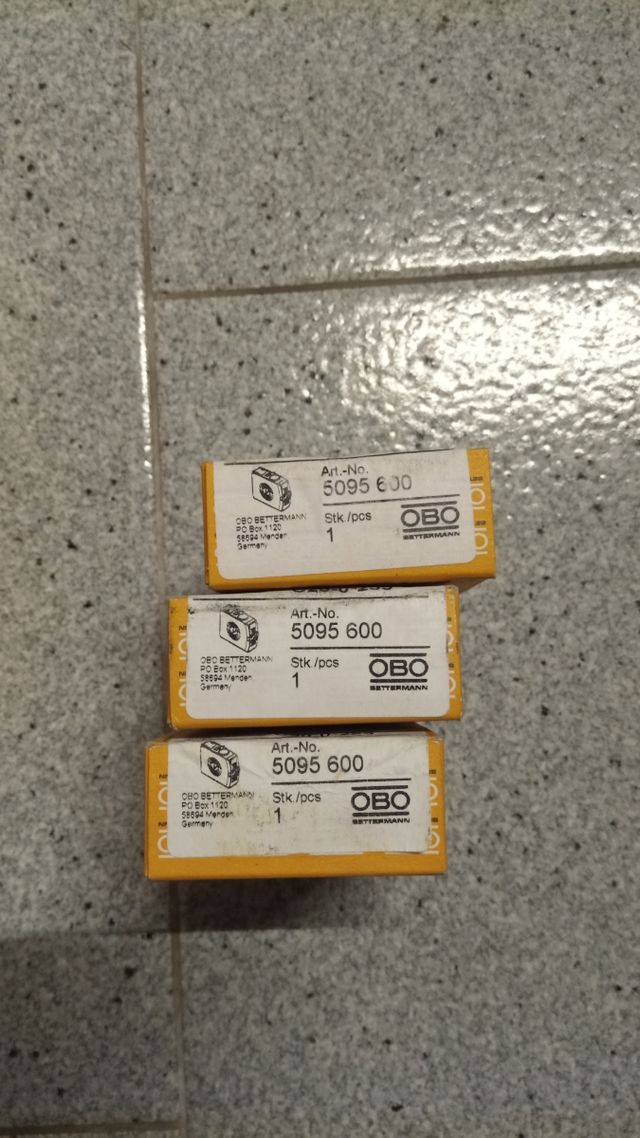 Art.-No.
5095 600
OBO BETTERMANN
PO Box 1120
58694 Menden
Germany
Stk./pcs
1
OBO
BETTERMANN
Art.-No.
5095 600
OBO BETTERMANN
PO Box 1120
58694 Menden
Germany
Stk./pcs
1
OBO
BETTERMANN
Art.-No.
5095 600
OBO BETTERMANN
PO Box 1120
58694 Menden
Germany
Stk./pcs
1
OBO
BETTERMANN